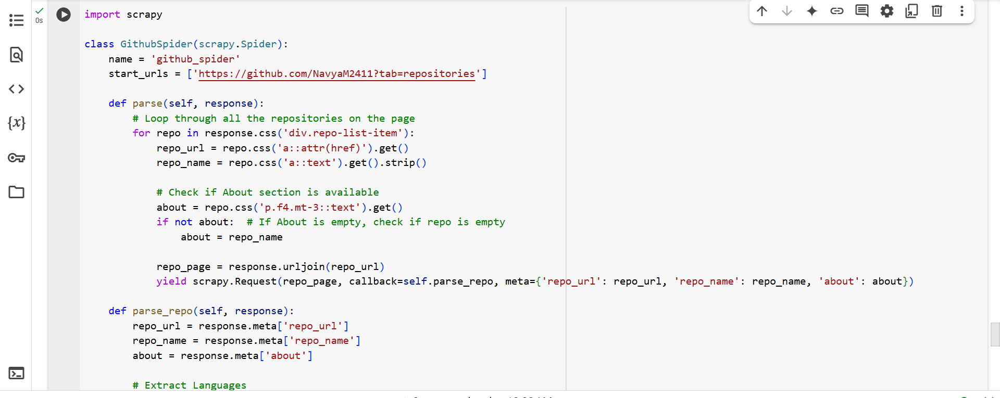 import scrapy
0s
class GithubSpider(scrapy.Spider):
    name = 'github_spider'
    start_urls = ['https://github.com/NavyaM2411?tab=repositories']
    def parse(self, response):
        # Loop through all the repositories on the page
        for repo in response.css('div.repo-list-item'):
            repo_url = repo.css('a::attr(href)').get()
            repo_name = repo.css('a::text').get().strip()
            # Check if About section is available
            about = repo.css('p.f4.mt-3::text').get()
            if not about:  # If About is empty, check if repo is empty
                about = repo_name
            repo_page = response.urljoin(repo_url)
            yield scrapy.Request(repo_page, callback=self.parse_repo, meta={'repo_url': repo_url, 'repo_name': repo_name, 'about': about})
    def parse_repo(self, response):
        repo_url = response.meta['repo_url']
        repo_name = response.meta['repo_name']
        about = response.meta['about']
        # Extract Languages